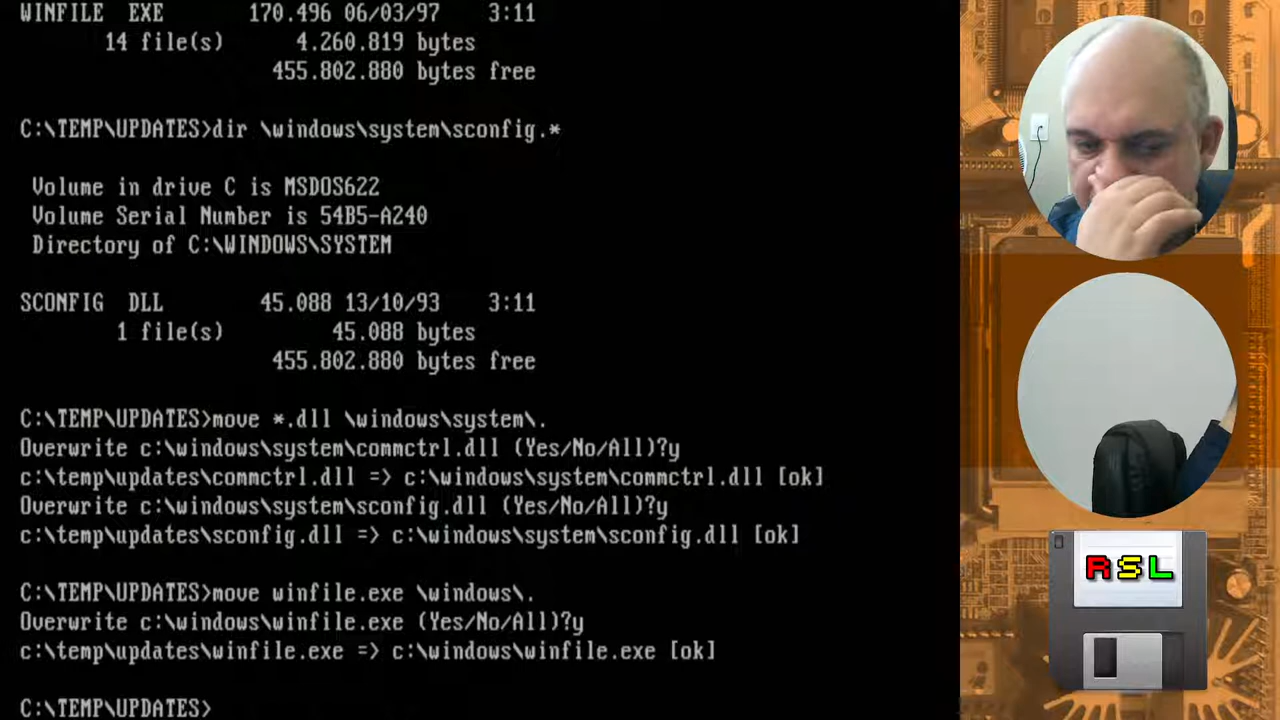 WINFILE EXE 170.496 06/03/97 3:11
14 file(s) 4.260.819 bytes
455.802.880 bytes free
C:\TEMP\UPDATES>dir \windows\system\sconfig.*
Volume in drive C is MSDOS622
Volume Serial Number is 54B5-A240
Directory of C:\WINDOWS\SYSTEM
SCONFIG DLL 45.088 13/10/93 3:11
1 file(s) 45.088 bytes
455.802.880 bytes free
C:\TEMP\UPDATES>move *.dll \windows\system\.
Overwrite c:\windows\system\commctrl.dll (Yes/No/All)?y
c:\temp\updates\commctrl.dll => c:\windows\system\commctrl.dll [ok]
Overwrite c:\windows\system\sconfig.dll (Yes/No/All)?y
c:\temp\updates\sconfig.dll => c:\windows\system\sconfig.dll [ok]
C:\TEMP\UPDATES>move winfile.exe \windows\.
Overwrite c:\windows\winfile.exe (Yes/No/All)?y
c:\temp\updates\winfile.exe => c:\windows\winfile.exe [ok]
C:\TEMP\UPDATES>
RSL